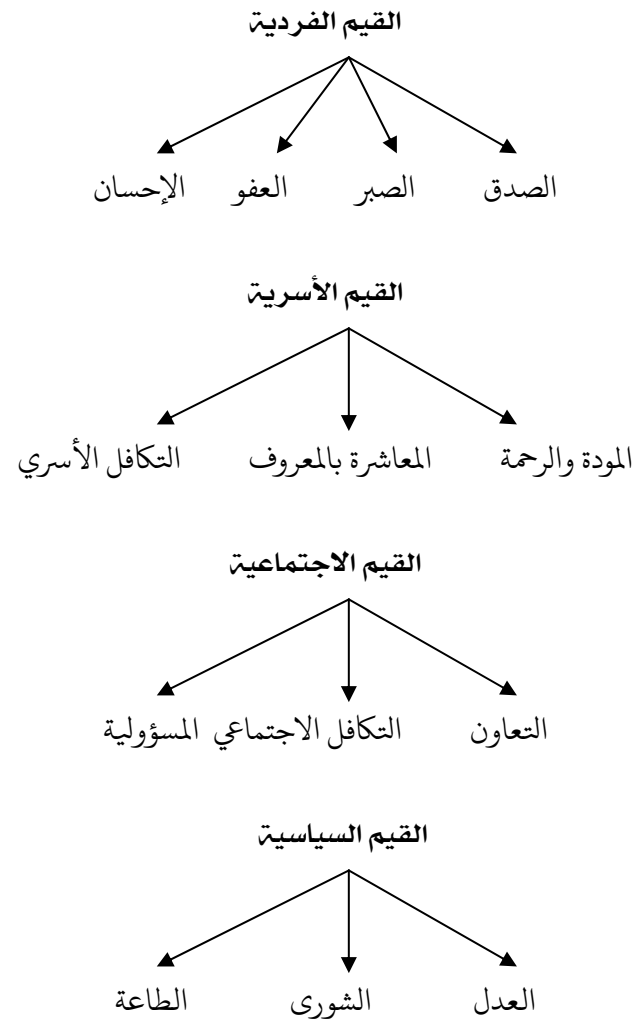 القيم الفردية
الصدق الصبر العفو الإحسان
القيم الأسرية
المودة والرحمة المعاشرة بالمعروف التكافل الأسري
القيم الاجتماعية
التعاون التكافل الاجتماعي المسؤولية
القيم السياسية
العدل الشورى الطاعة